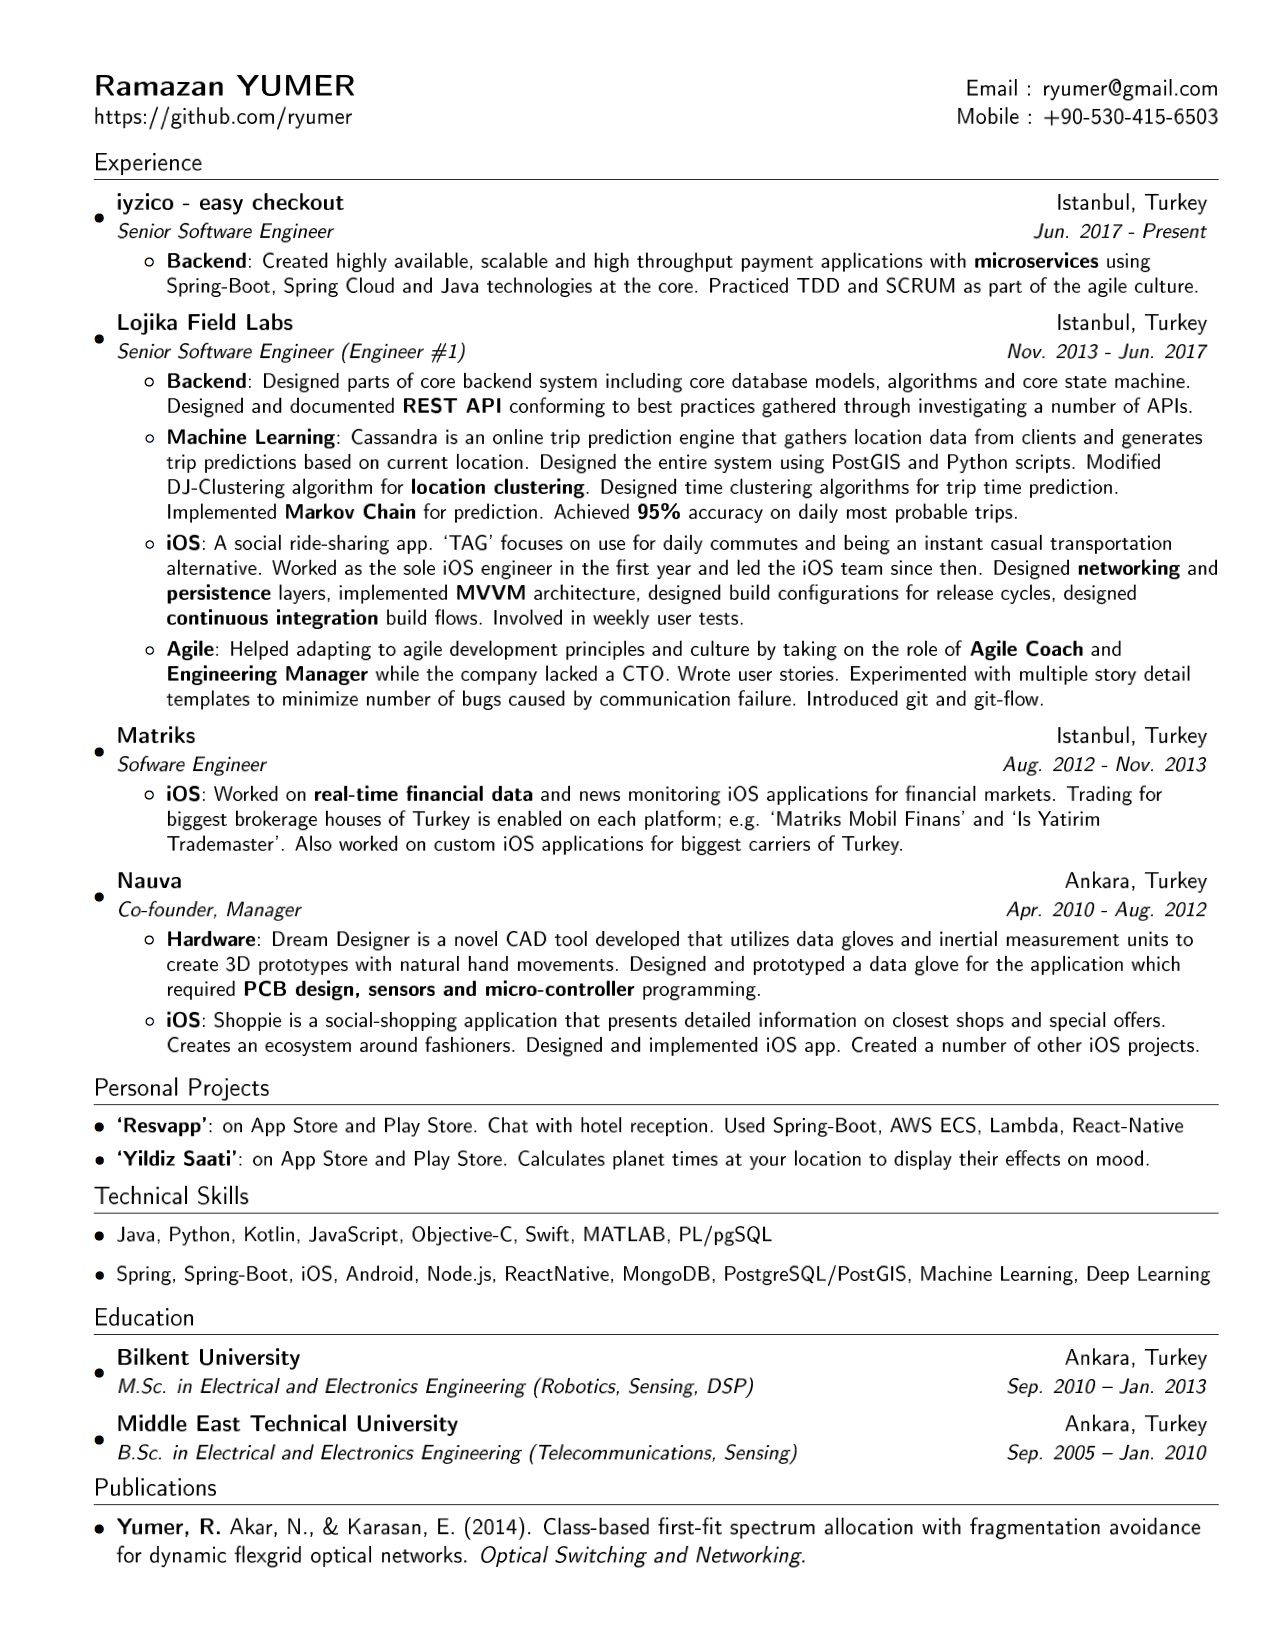 Ramazan YUMER
Email : ryumer@gmail.com
https://github.com/ryumer
Mobile : +90-530-415-6503
Experience
• iyzico - easy checkout
Istanbul, Turkey
Senior Software Engineer
Jun. 2017 - Present
◦ Backend: Created highly available, scalable and high throughput payment applications with microservices using
Spring-Boot, Spring Cloud and Java technologies at the core. Practiced TDD and SCRUM as part of the agile culture.
• Lojika Field Labs
Istanbul, Turkey
Senior Software Engineer (Engineer #1)
Nov. 2013 - Jun. 2017
◦ Backend: Designed parts of core backend system including core database models, algorithms and core state machine.
Designed and documented REST API conforming to best practices gathered through investigating a number of APIs.
◦ Machine Learning: Cassandra is an online trip prediction engine that gathers location data from clients and generates
trip predictions based on current location. Designed the entire system using PostGIS and Python scripts. Modified
DJ-Clustering algorithm for location clustering. Designed time clustering algorithms for trip time prediction.
Implemented Markov Chain for prediction. Achieved 95% accuracy on daily most probable trips.
◦ iOS: A social ride-sharing app. ‘TAG’ focuses on use for daily commutes and being an instant casual transportation
alternative. Worked as the sole iOS engineer in the first year and led the iOS team since then. Designed networking and
persistence layers, implemented MVVM architecture, designed build configurations for release cycles, designed
continuous integration build flows. Involved in weekly user tests.
◦ Agile: Helped adapting to agile development principles and culture by taking on the role of Agile Coach and
Engineering Manager while the company lacked a CTO. Wrote user stories. Experimented with multiple story detail
templates to minimize number of bugs caused by communication failure. Introduced git and git-flow.
• Matriks
Istanbul, Turkey
Sofware Engineer
Aug. 2012 - Nov. 2013
◦ iOS: Worked on real-time financial data and news monitoring iOS applications for financial markets. Trading for
biggest brokerage houses of Turkey is enabled on each platform; e.g. ‘Matriks Mobil Finans’ and ‘Is Yatirim
Trademaster’. Also worked on custom iOS applications for biggest carriers of Turkey.
• Nauva
Ankara, Turkey
Co-founder, Manager
Apr. 2010 - Aug. 2012
◦ Hardware: Dream Designer is a novel CAD tool developed that utilizes data gloves and inertial measurement units to
create 3D prototypes with natural hand movements. Designed and prototyped a data glove for the application which
required PCB design, sensors and micro-controller programming.
◦ iOS: Shoppie is a social-shopping application that presents detailed information on closest shops and special offers.
Creates an ecosystem around fashioners. Designed and implemented iOS app. Created a number of other iOS projects.
Personal Projects
• ‘Resvapp’: on App Store and Play Store. Chat with hotel reception. Used Spring-Boot, AWS ECS, Lambda, React-Native
• ‘Yildiz Saati’: on App Store and Play Store. Calculates planet times at your location to display their effects on mood.
Technical Skills
• Java, Python, Kotlin, JavaScript, Objective-C, Swift, MATLAB, PL/pgSQL
• Spring, Spring-Boot, iOS, Android, Node.js, ReactNative, MongoDB, PostgreSQL/PostGIS, Machine Learning, Deep Learning
Education
• Bilkent University
Ankara, Turkey
M.Sc. in Electrical and Electronics Engineering (Robotics, Sensing, DSP)
Sep. 2010 – Jan. 2013
• Middle East Technical University
Ankara, Turkey
B.Sc. in Electrical and Electronics Engineering (Telecommunications, Sensing)
Sep. 2005 – Jan. 2010
Publications
• Yumer, R. Akar, N., & Karasan, E. (2014). Class-based first-fit spectrum allocation with fragmentation avoidance
for dynamic flexgrid optical networks. Optical Switching and Networking.